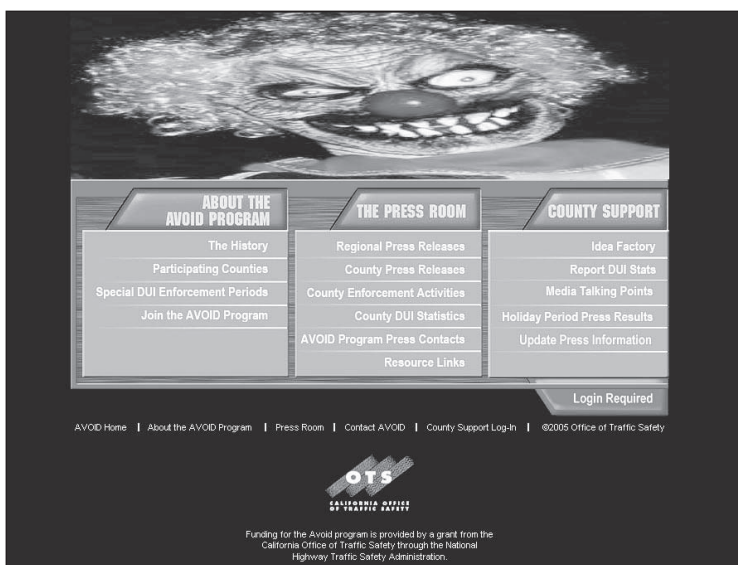 ABOUT THE
AVOID PROGRAM
The History
Participating Counties
Special DUI Enforcement Periods
Join the AVOID Program
THE PRESS ROOM
Regional Press Releases
County Press Releases
County Enforcement Activities
County DUI Statistics
AVOID Program Press Contacts
Resource Links
COUNTY SUPPORT
Idea Factory
Report DUI Stats
Media Talking Points
Holiday Period Press Results
Update Press Information
Login Required
AVOID Home | About the AVOID Program | Press Room | Contact AVOID | County Support Log-In | ©2005 Office of Traffic Safety
OTS
CALIFORNIA OFFICE
OF TRAFFIC SAFETY
Funding for the Avoid program is provided by a grant from the
California Office of Traffic Safety through the National
Highway Traffic Safety Administration.